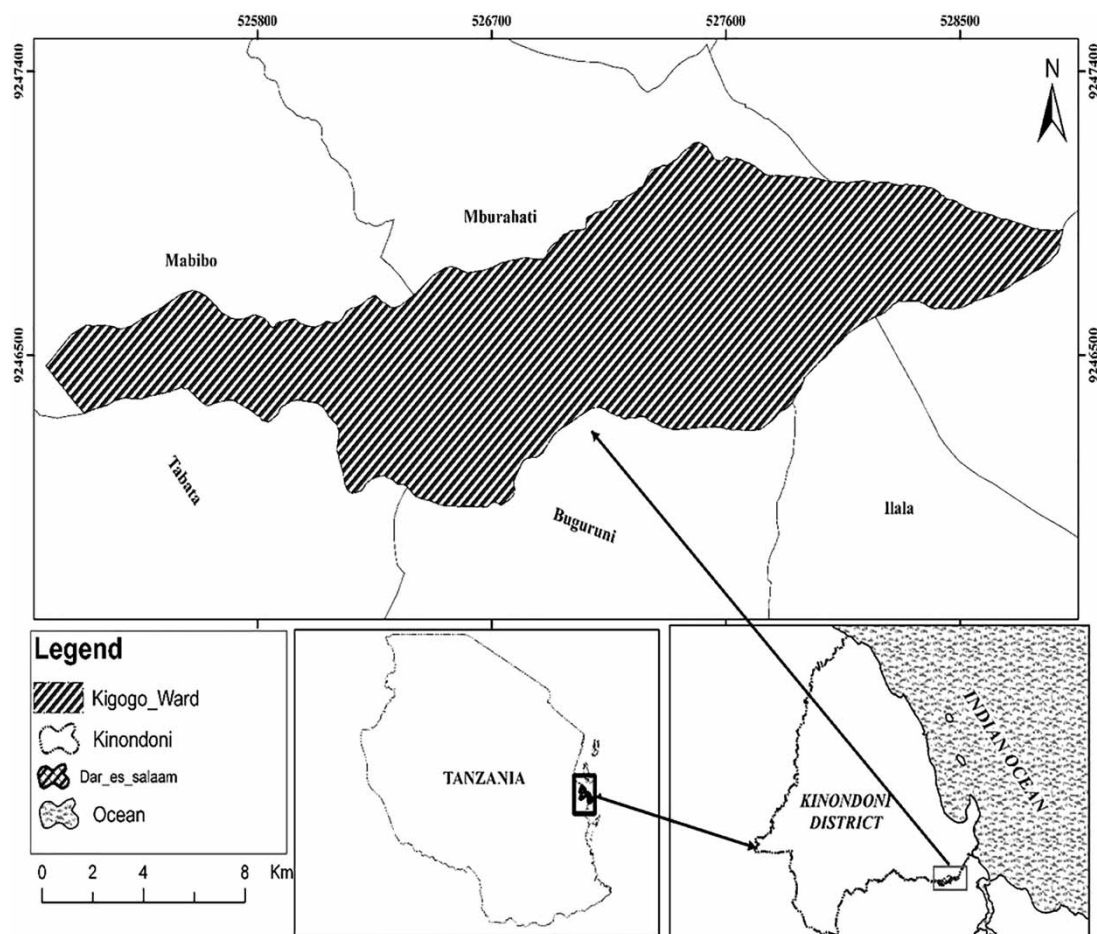 525800 526700 527600 528500
9247400
9247400
N
Mburahati
Mabibo
9246500
9246500
Tabata
Buguruni
Ilala
Legend
Kigogo_Ward
Kinondoni
Dar_es_salaam
Ocean
0 2 4 8 Km
TANZANIA
INDIAN OCEAN
KINONDONI
DISTRICT